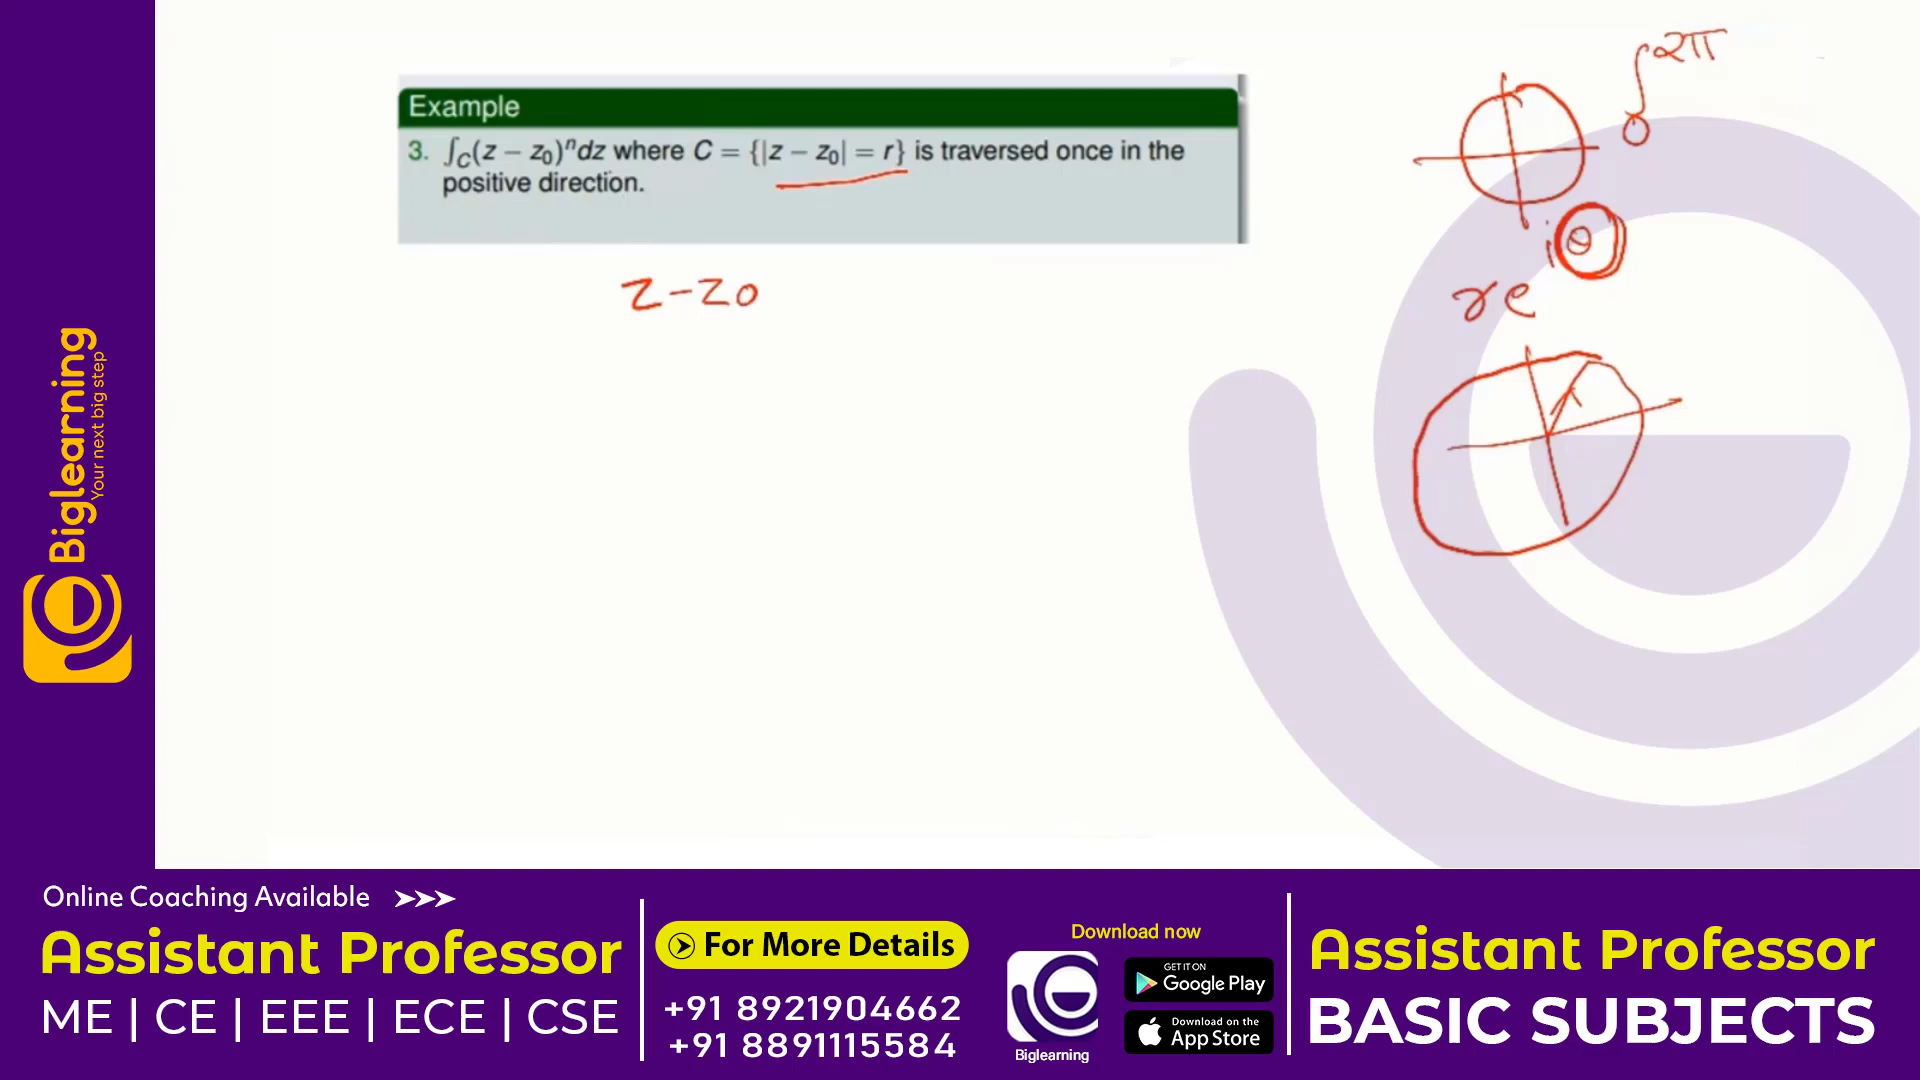 Example
3. ∫C(z − z0)ⁿdz where C = {|z − z0| = r} is traversed once in the
positive direction.
z-z0
∫0 2π
re^iθ
Biglearning
Your next big step
Online Coaching Available >>>
Assistant Professor
ME | CE | EEE | ECE | CSE
For More Details
+91 8921904662
+91 8891115584
Download now
Biglearning
GET IT ON
Google Play
Download on the
App Store
Assistant Professor
BASIC SUBJECTS